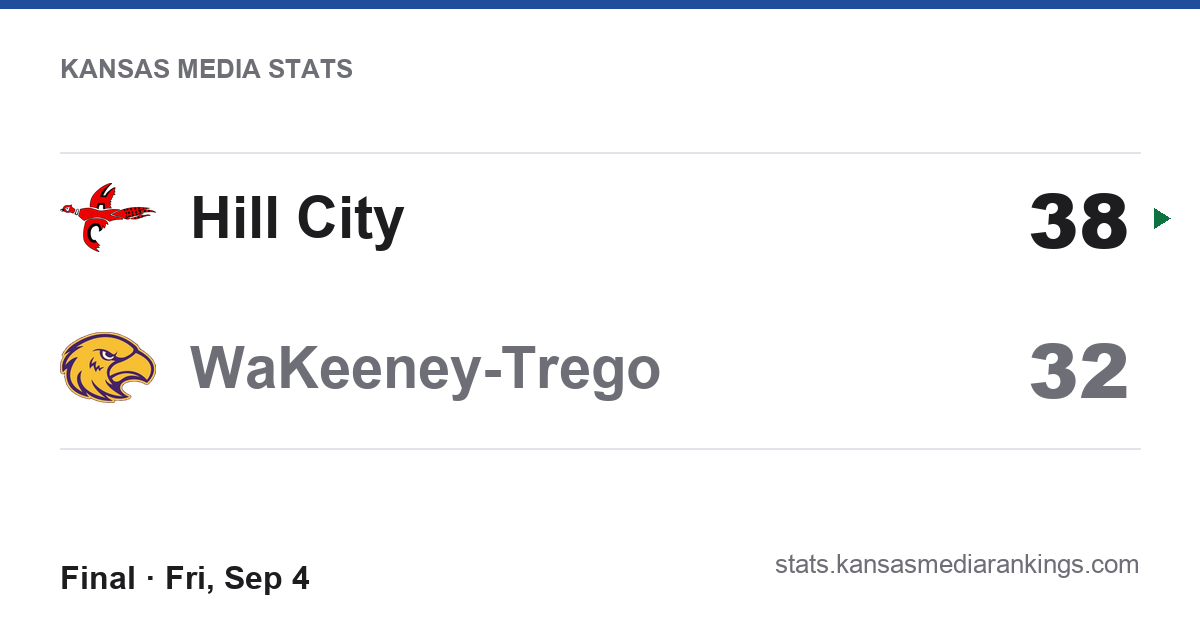 KANSAS MEDIA STATS
Hill City 38
WaKeeney-Trego 32
Final · Fri, Sep 4
stats.kansasmediarankings.com